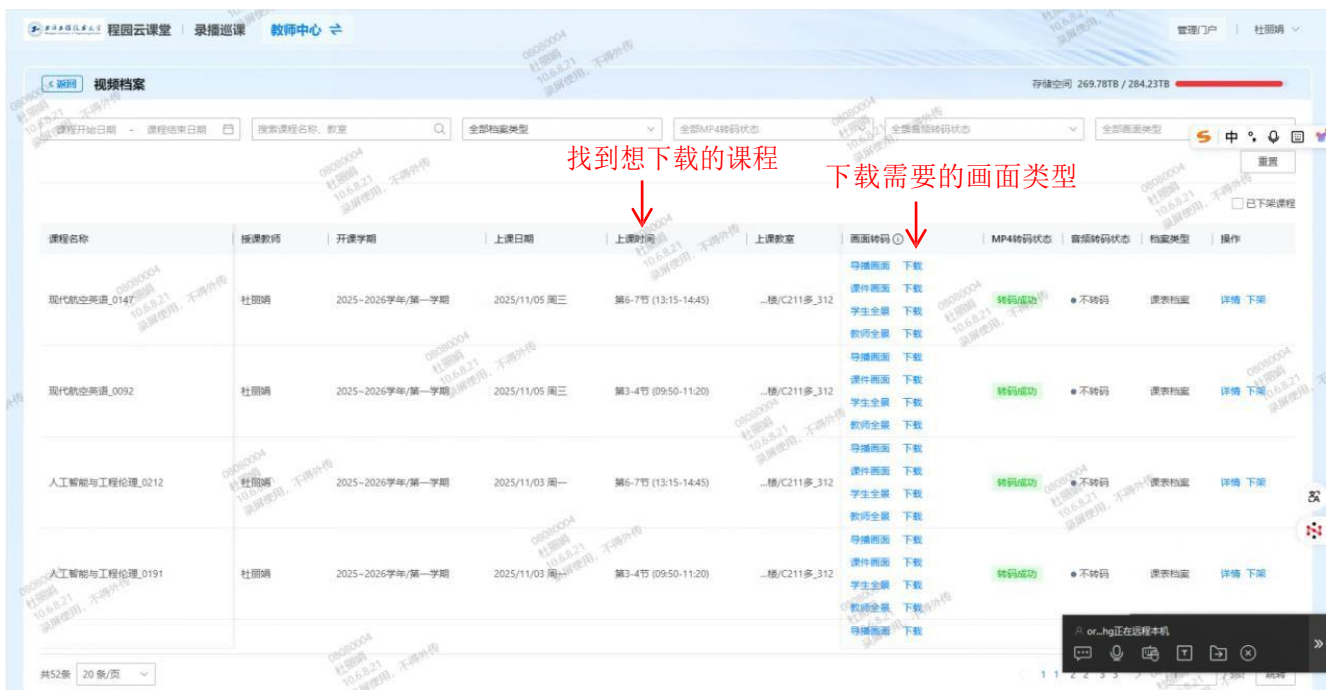 程园云课堂 | 录播巡课 教师中心 管理门户 | 杜丽娟
返回 视频档案 存储空间 269.78TB / 284.23TB
课程开始日期 - 课程结束日期 搜索课程名称、教室 全部档案类型 全部MP4转码状态 全部音频转码状态 全部画面类型
中
重置
找到想下载的课程
下载需要的画面类型
已下架课程
课程名称 授课教师 开课学期 上课日期 上课时间 上课教室 画面转码 下载 MP4转码状态 音频转码状态 档案类型 操作
导播画面 下载
课件画面 下载
现代航空英语_0147 杜丽娟 2025~2026学年/第一学期 2025/11/05 周三 第6-7节 (13:15-14:45) ...楼/C211多_312 转码成功 不转码 课表档案 详情 下架
学生全景 下载
教师全景 下载
导播画面 下载
课件画面 下载
现代航空英语_0092 杜丽娟 2025~2026学年/第一学期 2025/11/05 周三 第3-4节 (09:50-11:20) ...楼/C211多_312 转码成功 不转码 课表档案 详情 下架
学生全景 下载
教师全景 下载
导播画面 下载
课件画面 下载
人工智能与工程伦理_0212 杜丽娟 2025~2026学年/第一学期 2025/11/03 周一 第6-7节 (13:15-14:45) ...楼/C211多_312 转码成功 不转码 课表档案 详情 下架
学生全景 下载
教师全景 下载
导播画面 下载
课件画面 下载
人工智能与工程伦理_0191 杜丽娟 2025~2026学年/第一学期 2025/11/03 周一 第3-4节 (09:50-11:20) ...楼/C211多_312 转码成功 不转码 课表档案 详情 下架
学生全景 下载
教师全景 下载
导播画面 下载
or...hg正在远程本机
共52条 20 条/页
08080004
杜丽娟
10.6.8.21
录屏使用，不得外传